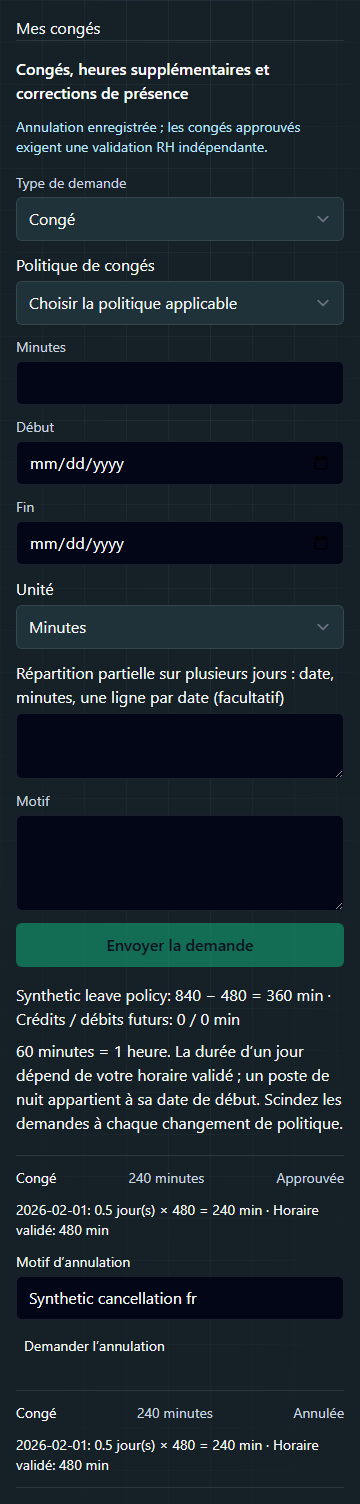 Mes congés
Congés, heures supplémentaires et
corrections de présence
Annulation enregistrée ; les congés approuvés
exigent une validation RH indépendante.
Type de demande
Congé
Politique de congés
Choisir la politique applicable
Minutes
Début
mm/dd/yyyy
Fin
mm/dd/yyyy
Unité
Minutes
Répartition partielle sur plusieurs jours : date,
minutes, une ligne par date (facultatif)
Motif
Envoyer la demande
Synthetic leave policy: 840 − 480 = 360 min ·
Crédits / débits futurs: 0 / 0 min
60 minutes = 1 heure. La durée d’un jour
dépend de votre horaire validé ; un poste de
nuit appartient à sa date de début. Scindez les
demandes à chaque changement de politique.
Congé 240 minutes Approuvée
2026-02-01: 0.5 jour(s) × 480 = 240 min · Horaire
validé: 480 min
Motif d’annulation
Synthetic cancellation fr
Demander l’annulation
Congé 240 minutes Annulée
2026-02-01: 0.5 jour(s) × 480 = 240 min · Horaire
validé: 480 min